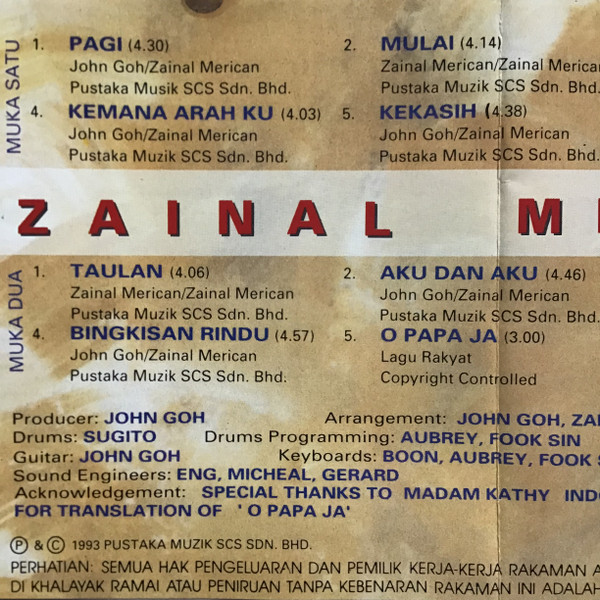 MUKA SATU
1. PAGI (4.30)
John Goh/Zainal Merican
Pustaka Musik SCS Sdn. Bhd.
2. MULAI (4.14)
Zainal Merican/Zainal Merican
Pustaka Muzik SCS Sdn. Bhd.
4. KEMANA ARAH KU (4.03)
John Goh/Zainal Merican
Pustaka Muzik SCS Sdn. Bhd.
5. KEKASIH (4.38)
John Goh/Zainal Merican
Pustaka Muzik SCS Sdn. Bhd.
ZAINAL M
MUKA DUA
1. TAULAN (4.06)
Zainal Merican/Zainal Merican
Pustaka Muzik SCS Sdn. Bhd.
2. AKU DAN AKU (4.46)
John Goh/Zainal Merican
Pustaka Muzik SCS Sdn. Bhd.
4. BINGKISAN RINDU (4.57)
John Goh/Zainal Merican
Pustaka Muzik SCS Sdn. Bhd.
5. O PAPA JA (3.00)
Lagu Rakyat
Copyright Controlled
Producer: JOHN GOH Arrangement: JOHN GOH, ZA
Drums: SUGITO Drums Programming: AUBREY, FOOK SIN
Guitar: JOHN GOH Keyboards: BOON, AUBREY, FOOK
Sound Engineers: ENG, MICHEAL, GERARD
Acknowledgement: SPECIAL THANKS TO MADAM KATHY IND
FOR TRANSLATION OF 'O PAPA JA'
Ⓟ & Ⓒ 1993 PUSTAKA MUZIK SCS SDN. BHD.
PERHATIAN: SEMUA HAK PENGELUARAN DAN PEMILIK KERJA-KERJA RAKAMAN A
DI KHALAYAK RAMAI ATAU PENIRUAN TANPA KEBENARAN RAKAMAN INI ADALAH